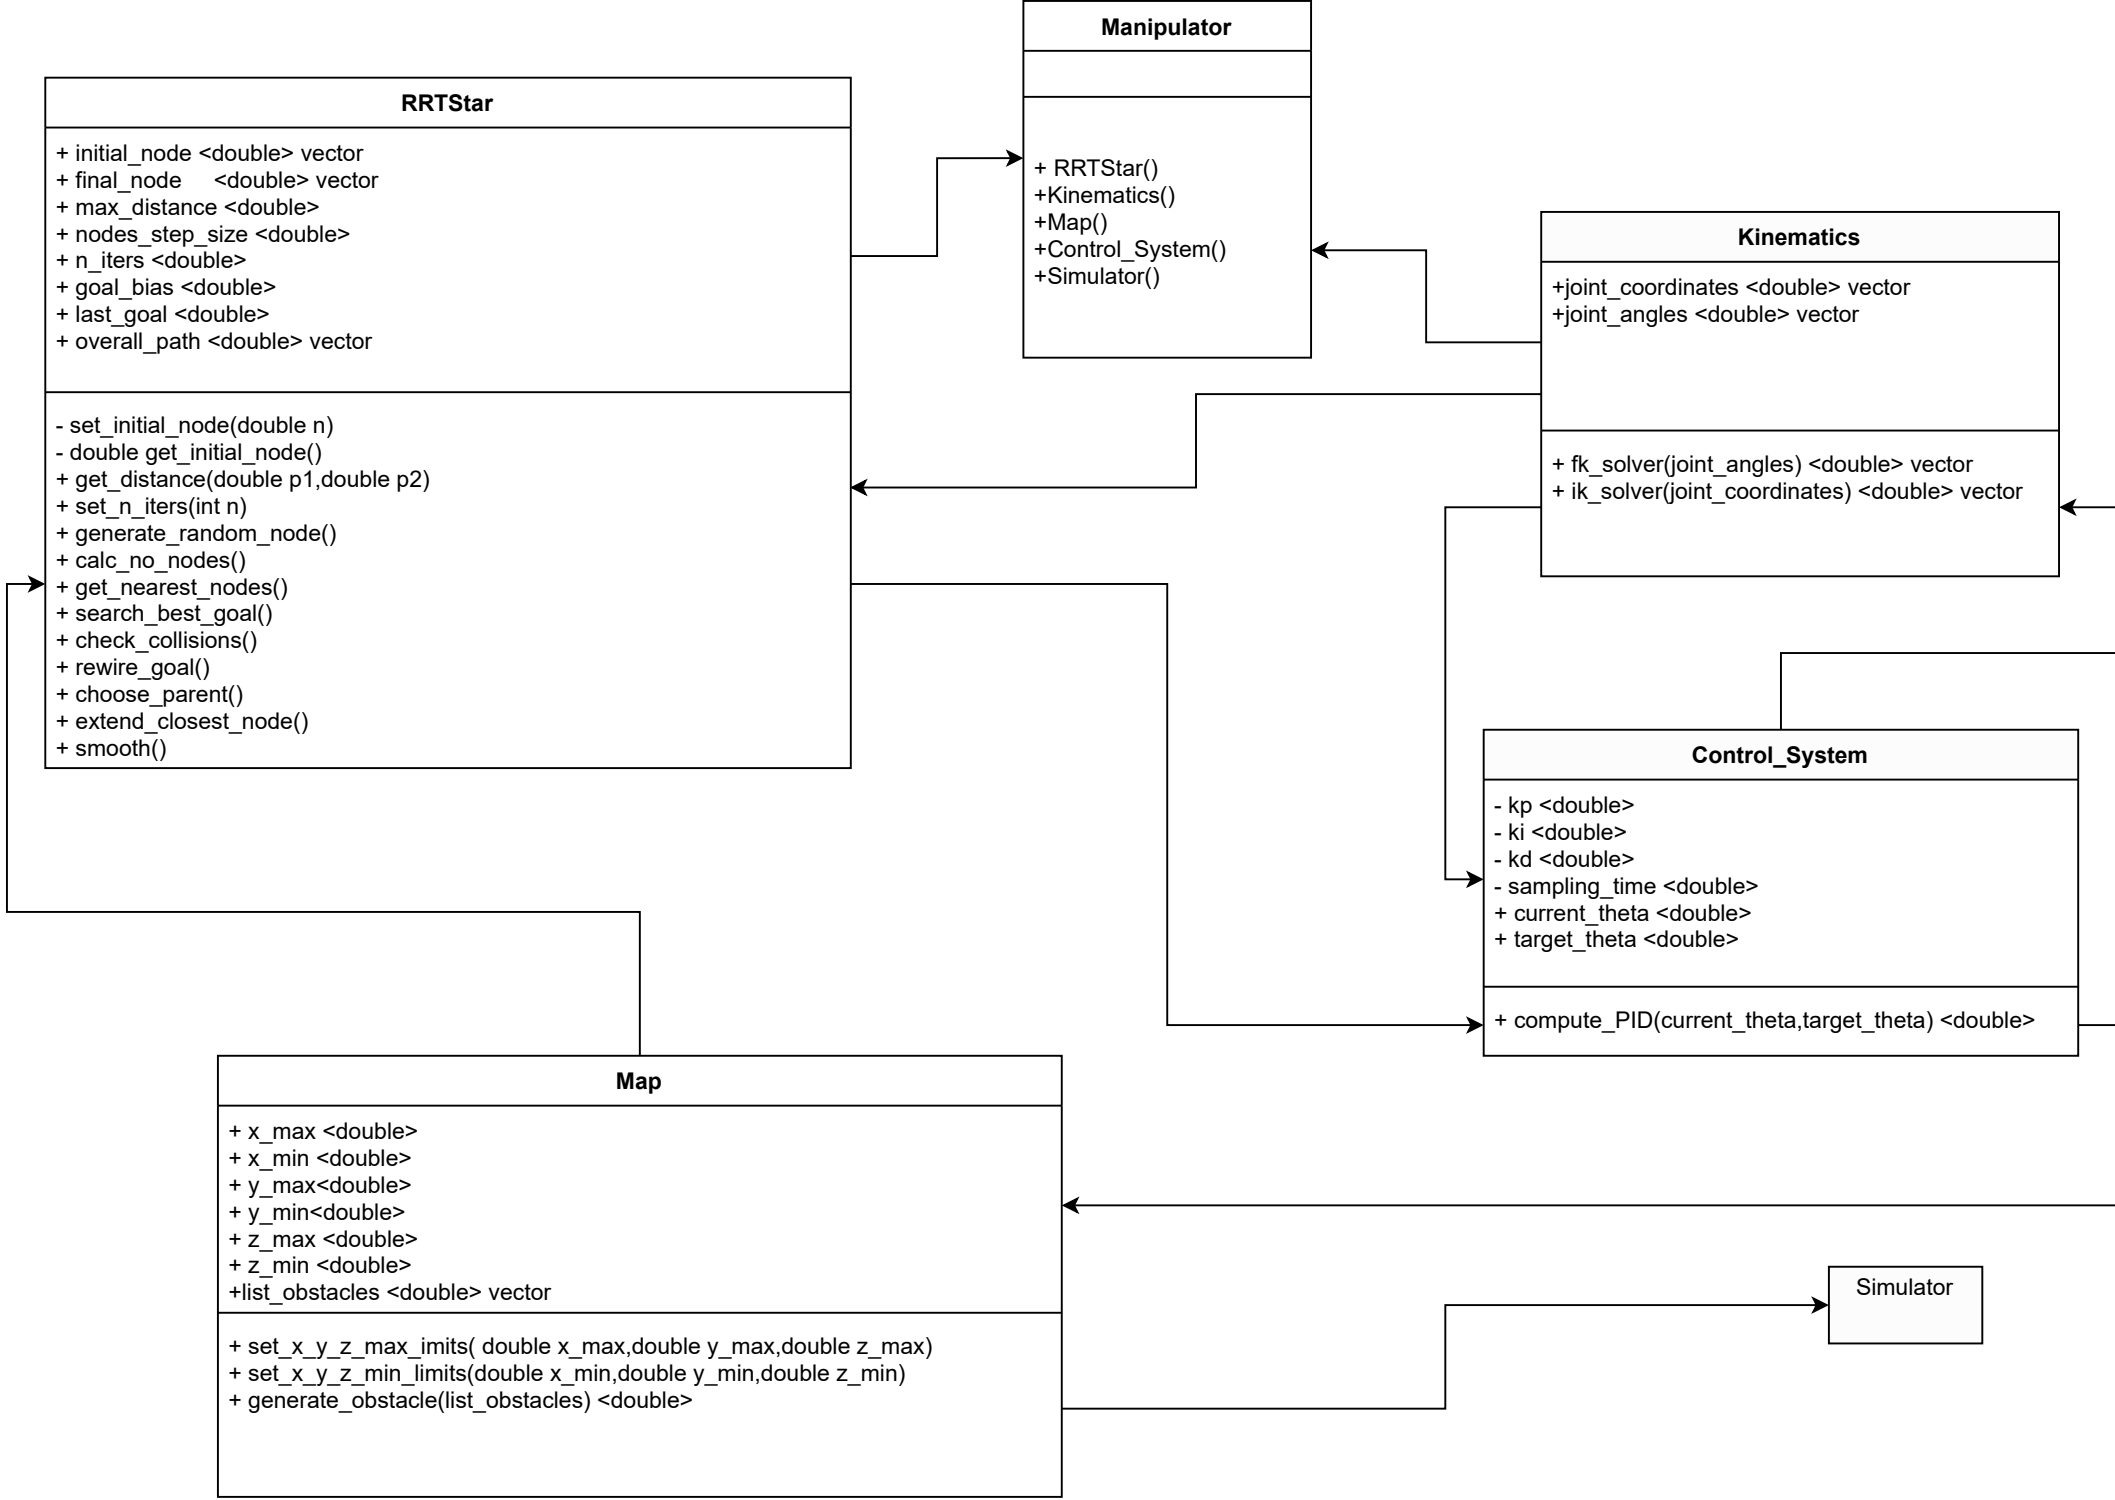 Manipulator
+ RRTStar()
+Kinematics()
+Map()
+Control_System()
+Simulator()
RRTStar
+ initial_node <double> vector
+ final_node <double> vector
+ max_distance <double>
+ nodes_step_size <double>
+ n_iters <double>
+ goal_bias <double>
+ last_goal <double>
+ overall_path <double> vector
- set_initial_node(double n)
- double get_initial_node()
+ get_distance(double p1,double p2)
+ set_n_iters(int n)
+ generate_random_node()
+ calc_no_nodes()
+ get_nearest_nodes()
+ search_best_goal()
+ check_collisions()
+ rewire_goal()
+ choose_parent()
+ extend_closest_node()
+ smooth()
Kinematics
+joint_coordinates <double> vector
+joint_angles <double> vector
+ fk_solver(joint_angles) <double> vector
+ ik_solver(joint_coordinates) <double> vector
Control_System
- kp <double>
- ki <double>
- kd <double>
- sampling_time <double>
+ current_theta <double>
+ target_theta <double>
+ compute_PID(current_theta,target_theta) <double>
Map
+ x_max <double>
+ x_min <double>
+ y_max<double>
+ y_min<double>
+ z_max <double>
+ z_min <double>
+list_obstacles <double> vector
+ set_x_y_z_max_imits( double x_max,double y_max,double z_max)
+ set_x_y_z_min_limits(double x_min,double y_min,double z_min)
+ generate_obstacle(list_obstacles) <double>
Simulator